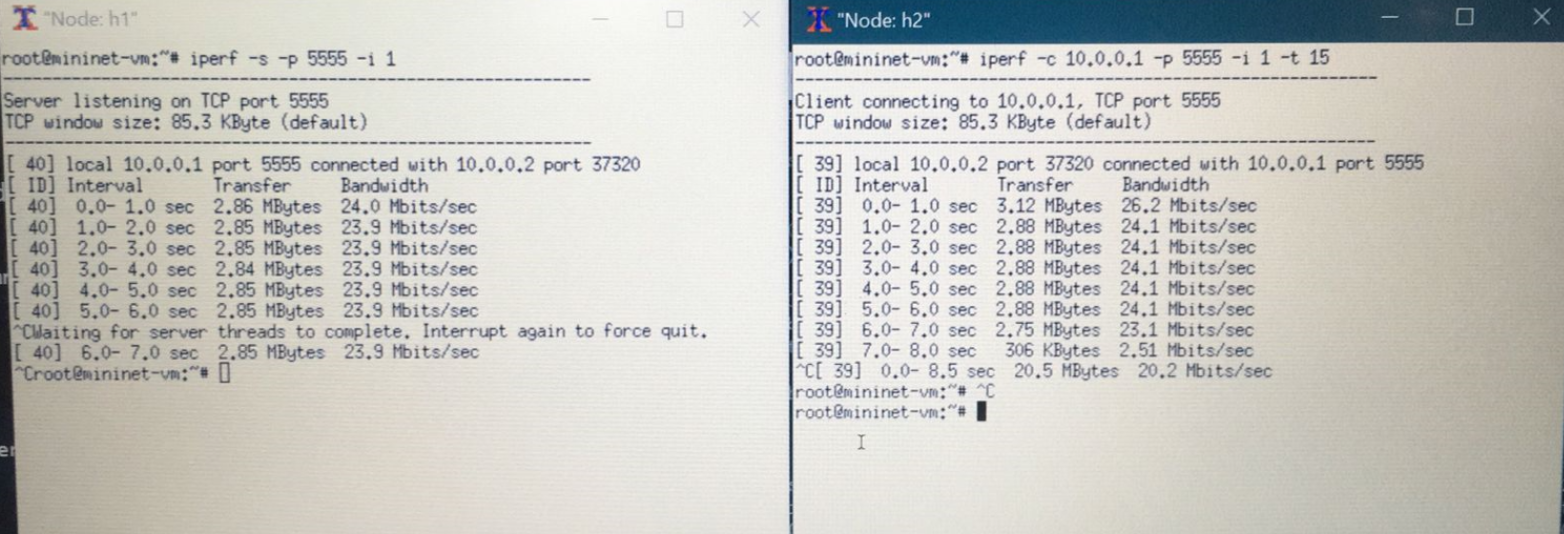 "Node: h1"
root@mininet-vm:~# iperf -s -p 5555 -i 1
------------------------------------------------------------
Server listening on TCP port 5555
TCP window size: 85.3 KByte (default)
------------------------------------------------------------
[ 40] local 10.0.0.1 port 5555 connected with 10.0.0.2 port 37320
[ ID] Interval       Transfer     Bandwidth
[ 40]  0.0- 1.0 sec  2.86 MBytes  24.0 Mbits/sec
[ 40]  1.0- 2.0 sec  2.85 MBytes  23.9 Mbits/sec
[ 40]  2.0- 3.0 sec  2.85 MBytes  23.9 Mbits/sec
[ 40]  3.0- 4.0 sec  2.84 MBytes  23.9 Mbits/sec
[ 40]  4.0- 5.0 sec  2.85 MBytes  23.9 Mbits/sec
[ 40]  5.0- 6.0 sec  2.85 MBytes  23.9 Mbits/sec
^CWaiting for server threads to complete. Interrupt again to force quit.
[ 40]  6.0- 7.0 sec  2.85 MBytes  23.9 Mbits/sec
^Croot@mininet-vm:~#
"Node: h2"
root@mininet-vm:~# iperf -c 10.0.0.1 -p 5555 -i 1 -t 15
------------------------------------------------------------
Client connecting to 10.0.0.1, TCP port 5555
TCP window size: 85.3 KByte (default)
------------------------------------------------------------
[ 39] local 10.0.0.2 port 37320 connected with 10.0.0.1 port 5555
[ ID] Interval       Transfer     Bandwidth
[ 39]  0.0- 1.0 sec  3.12 MBytes  26.2 Mbits/sec
[ 39]  1.0- 2.0 sec  2.88 MBytes  24.1 Mbits/sec
[ 39]  2.0- 3.0 sec  2.88 MBytes  24.1 Mbits/sec
[ 39]  3.0- 4.0 sec  2.88 MBytes  24.1 Mbits/sec
[ 39]  4.0- 5.0 sec  2.88 MBytes  24.1 Mbits/sec
[ 39]  5.0- 6.0 sec  2.88 MBytes  24.1 Mbits/sec
[ 39]  6.0- 7.0 sec  2.75 MBytes  23.1 Mbits/sec
[ 39]  7.0- 8.0 sec   306 KBytes  2.51 Mbits/sec
^C[ 39]  0.0- 8.5 sec  20.5 MBytes  20.2 Mbits/sec
root@mininet-vm:~# ^C
root@mininet-vm:~#